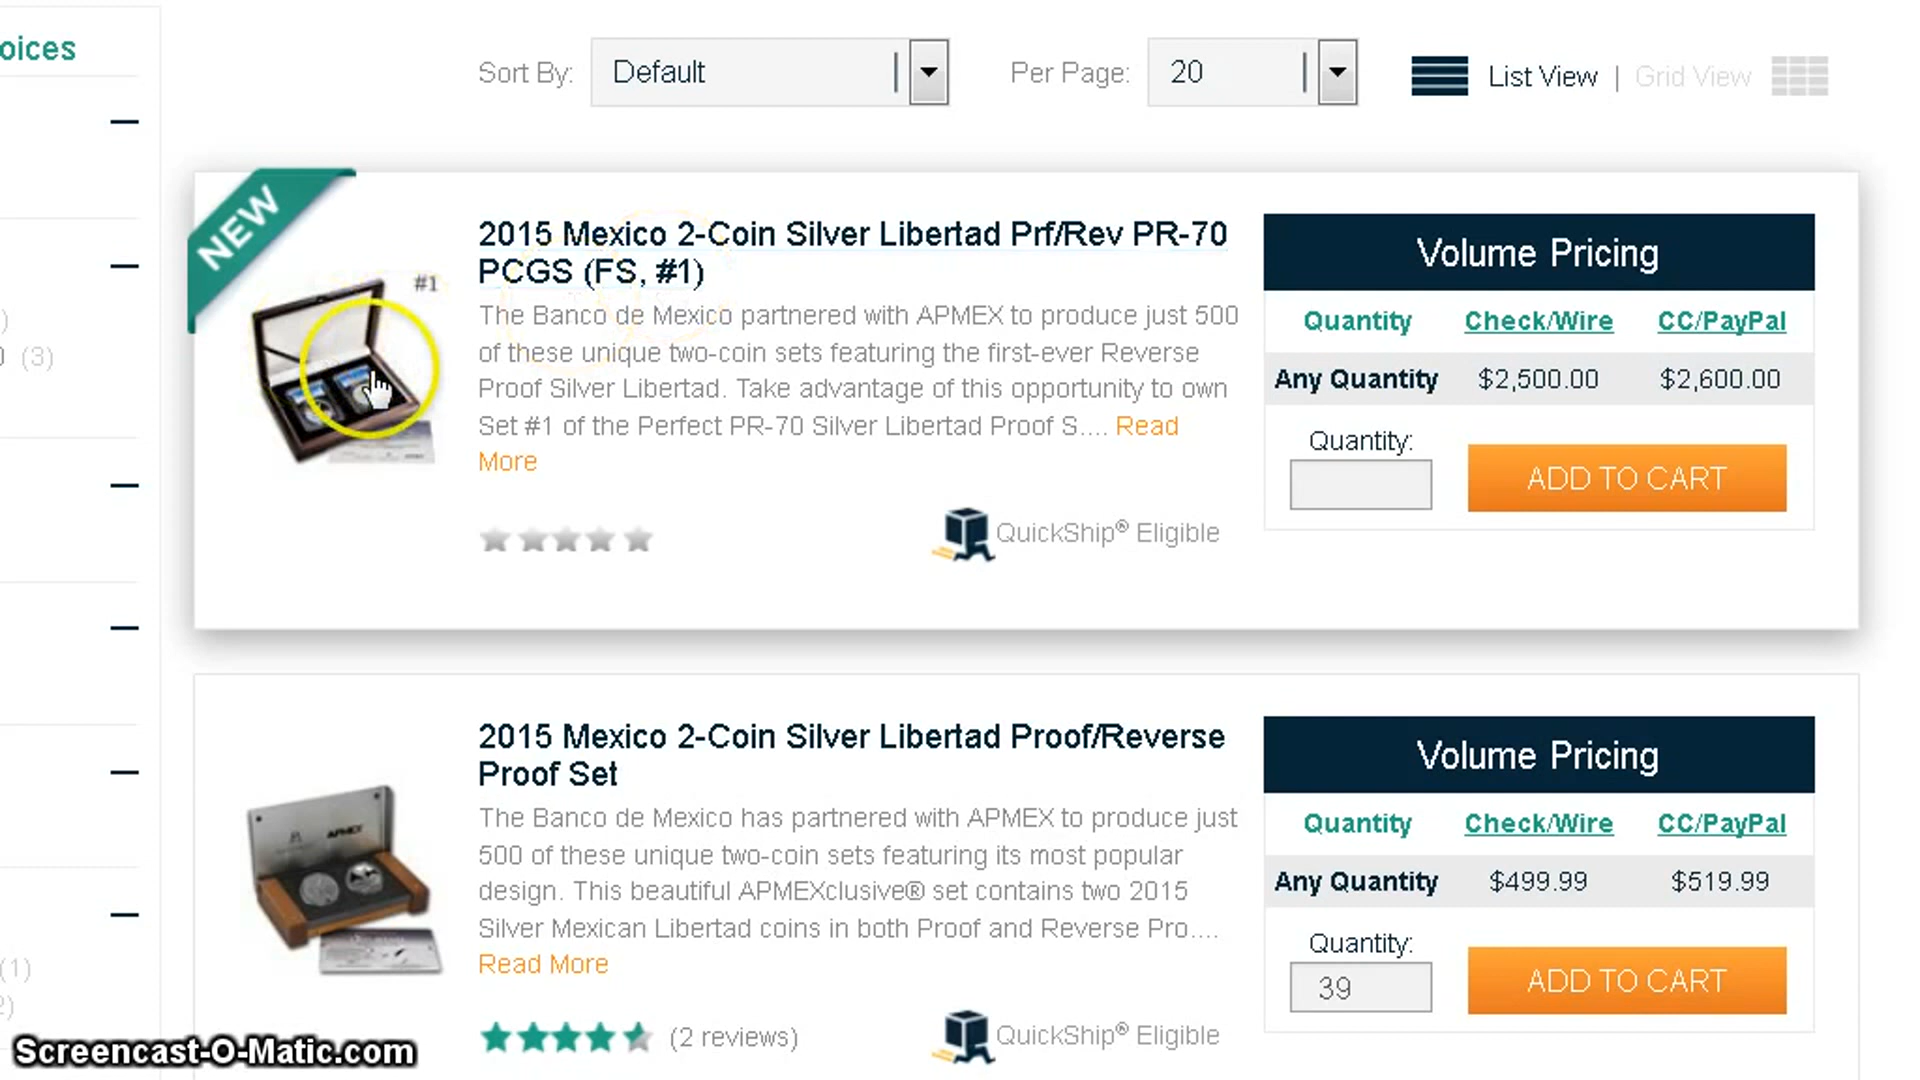 oices
(3)
(1)
Sort By: Default
Per Page: 20
List View | Grid View
NEW
#1
2015 Mexico 2-Coin Silver Libertad Prf/Rev PR-70
PCGS (FS, #1)
The Banco de Mexico partnered with APMEX to produce just 500
of these unique two-coin sets featuring the first-ever Reverse
Proof Silver Libertad. Take advantage of this opportunity to own
Set #1 of the Perfect PR-70 Silver Libertad Proof S.... Read
More
QuickShip® Eligible
Volume Pricing
Quantity Check/Wire CC/PayPal
Any Quantity $2,500.00 $2,600.00
Quantity:
ADD TO CART
2015 Mexico 2-Coin Silver Libertad Proof/Reverse
Proof Set
The Banco de Mexico has partnered with APMEX to produce just
500 of these unique two-coin sets featuring its most popular
design. This beautiful APMEXclusive® set contains two 2015
Silver Mexican Libertad coins in both Proof and Reverse Pro....
Read More
(2 reviews)
QuickShip® Eligible
APMEX
Volume Pricing
Quantity Check/Wire CC/PayPal
Any Quantity $499.99 $519.99
Quantity:
39
ADD TO CART
Screencast-O-Matic.com